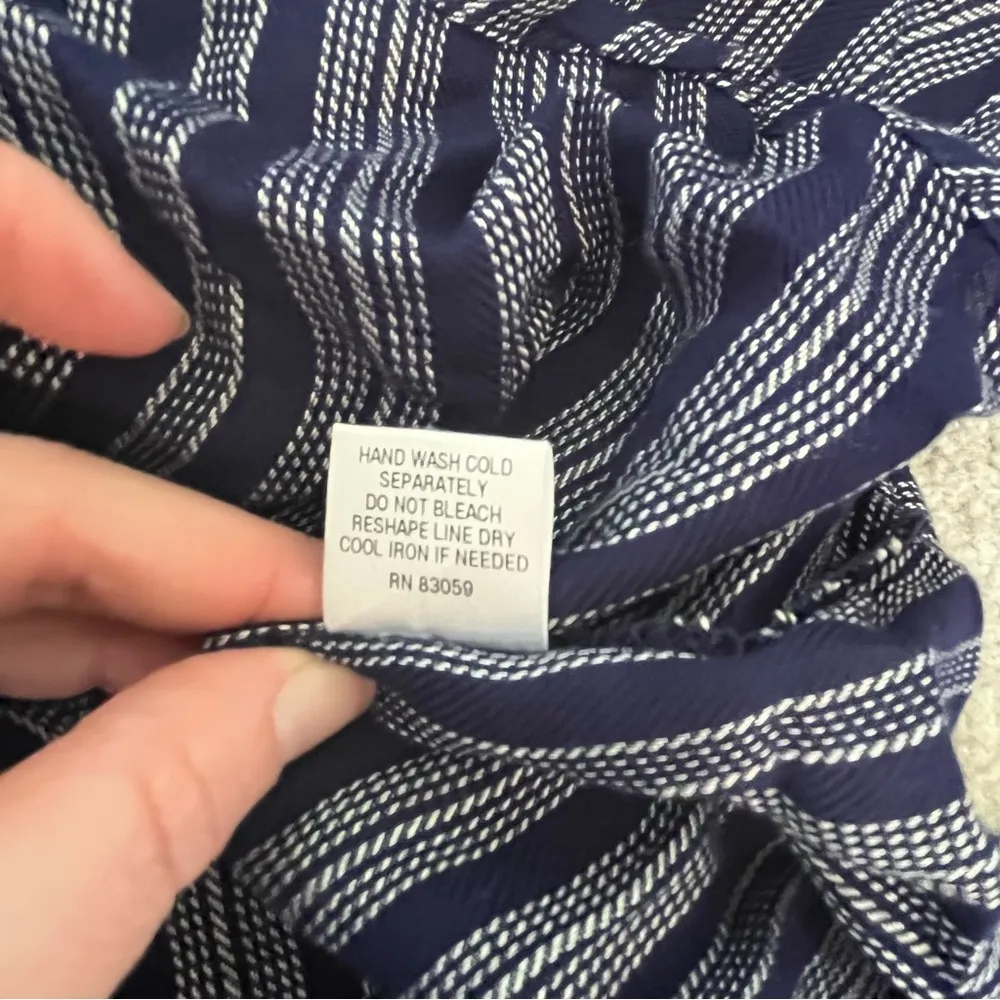 HAND WASH COLD
SEPARATELY
DO NOT BLEACH
RESHAPE LINE DRY
COOL IRON IF NEEDED
RN 83059